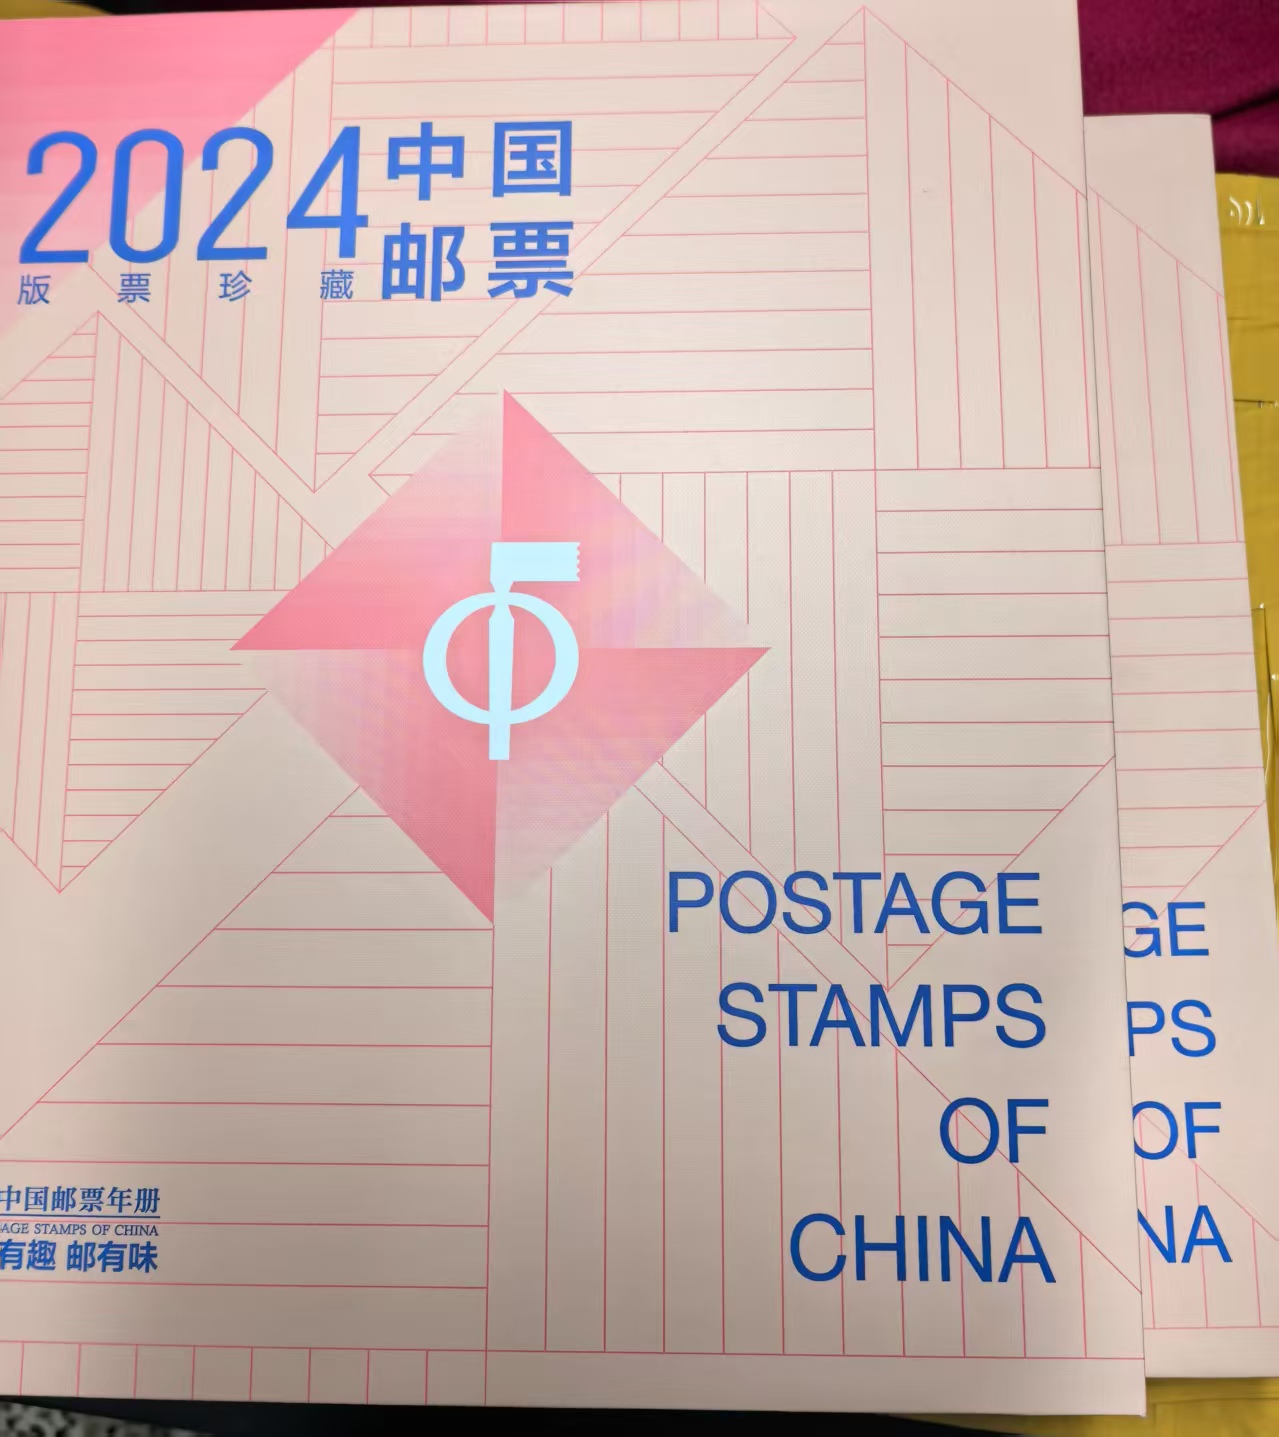 2024
中国
邮票
版票珍藏
POSTAGE
STAMPS
OF
CHINA
GE
PS
OF
NA
中国邮票年册
AGE STAMPS OF CHINA
有趣 邮有味